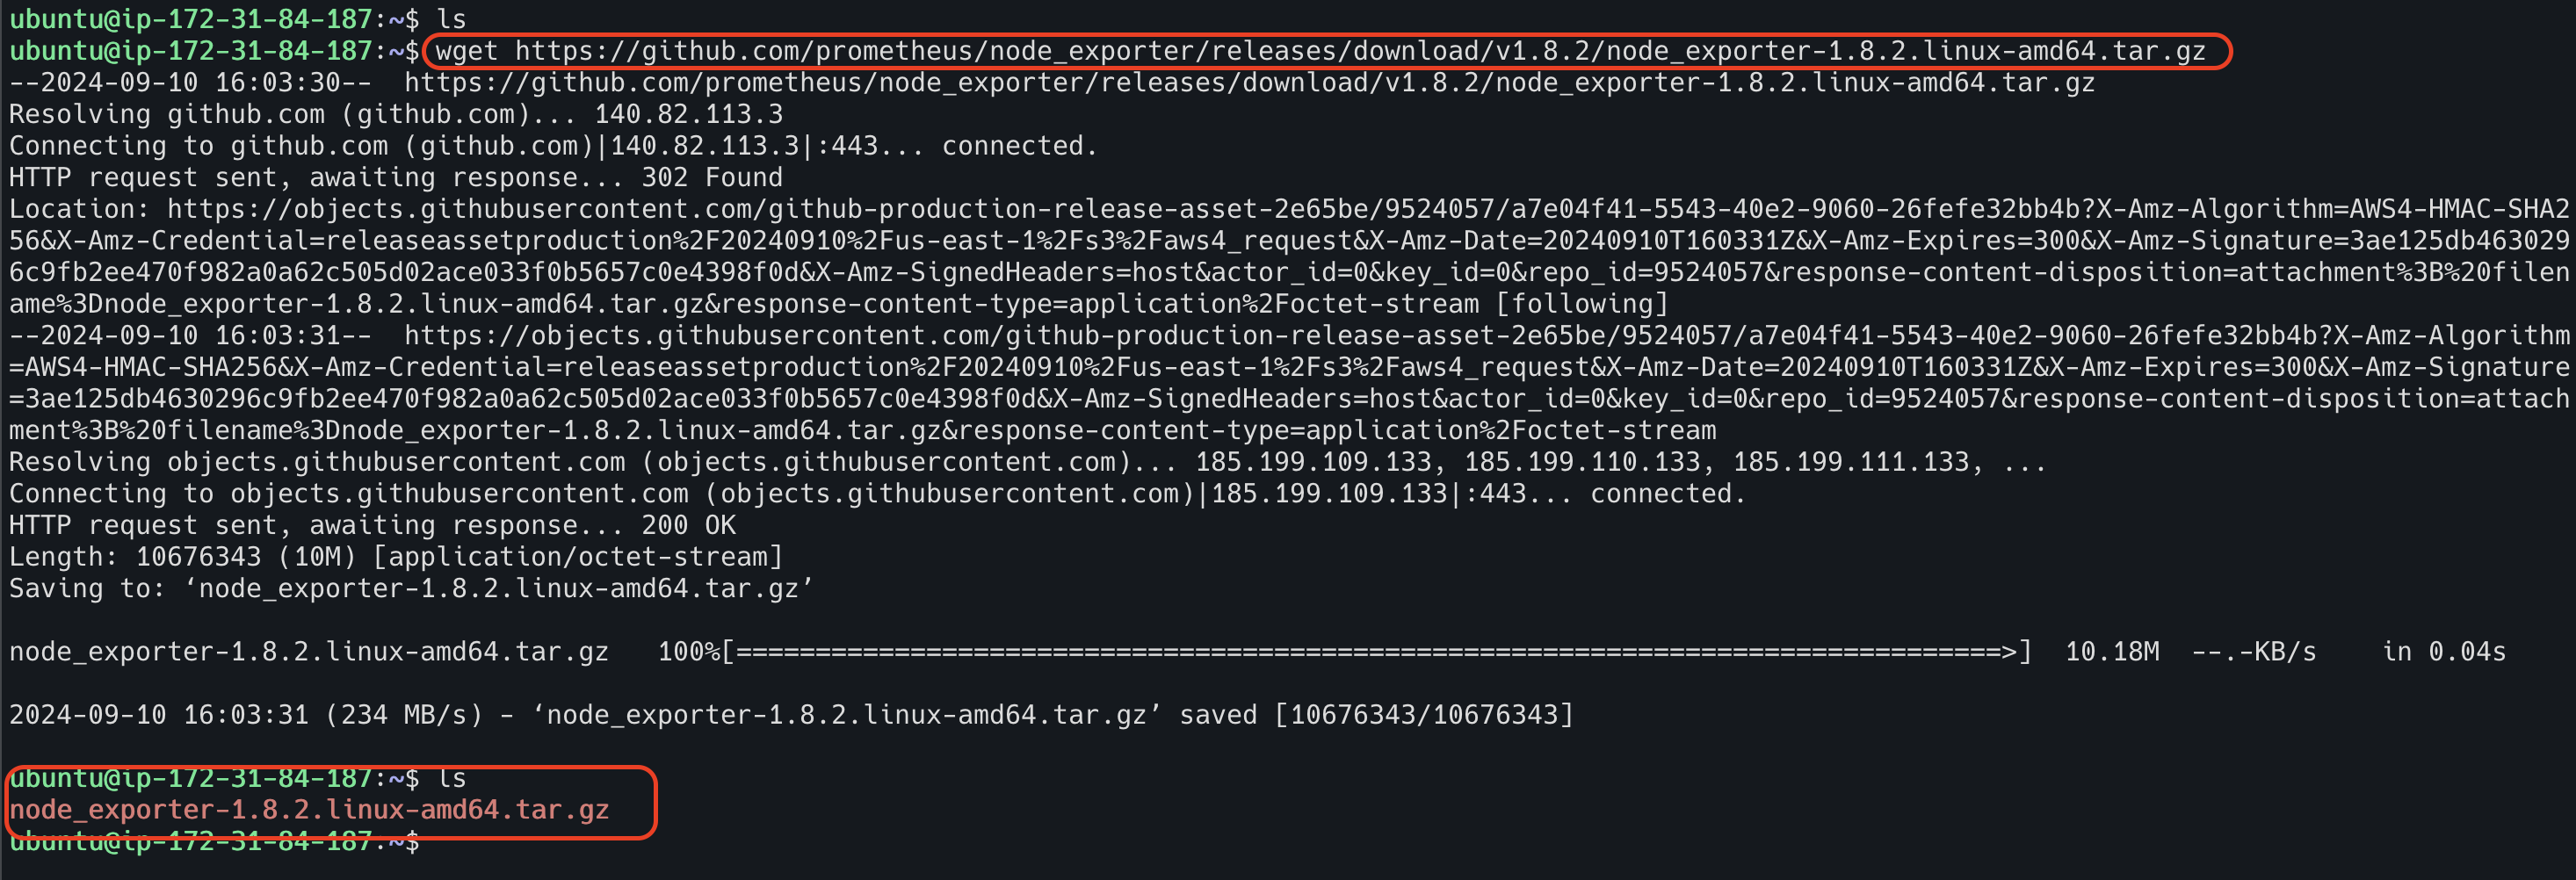 ubuntu@ip-172-31-84-187:~$ ls
ubuntu@ip-172-31-84-187:~$ wget https://github.com/prometheus/node_exporter/releases/download/v1.8.2/node_exporter-1.8.2.linux-amd64.tar.gz
--2024-09-10 16:03:30--  https://github.com/prometheus/node_exporter/releases/download/v1.8.2/node_exporter-1.8.2.linux-amd64.tar.gz
Resolving github.com (github.com)... 140.82.113.3
Connecting to github.com (github.com)|140.82.113.3|:443... connected.
HTTP request sent, awaiting response... 302 Found
Location: https://objects.githubusercontent.com/github-production-release-asset-2e65be/9524057/a7e04f41-5543-40e2-9060-26fefe32bb4b?X-Amz-Algorithm=AWS4-HMAC-SHA2
56&X-Amz-Credential=releaseassetproduction%2F20240910%2Fus-east-1%2Fs3%2Faws4_request&X-Amz-Date=20240910T160331Z&X-Amz-Expires=300&X-Amz-Signature=3ae125db463029
6c9fb2ee470f982a0a62c505d02ace033f0b5657c0e4398f0d&X-Amz-SignedHeaders=host&actor_id=0&key_id=0&repo_id=9524057&response-content-disposition=attachment%3B%20filen
ame%3Dnode_exporter-1.8.2.linux-amd64.tar.gz&response-content-type=application%2Foctet-stream [following]
--2024-09-10 16:03:31--  https://objects.githubusercontent.com/github-production-release-asset-2e65be/9524057/a7e04f41-5543-40e2-9060-26fefe32bb4b?X-Amz-Algorithm
=AWS4-HMAC-SHA256&X-Amz-Credential=releaseassetproduction%2F20240910%2Fus-east-1%2Fs3%2Faws4_request&X-Amz-Date=20240910T160331Z&X-Amz-Expires=300&X-Amz-Signature
=3ae125db4630296c9fb2ee470f982a0a62c505d02ace033f0b5657c0e4398f0d&X-Amz-SignedHeaders=host&actor_id=0&key_id=0&repo_id=9524057&response-content-disposition=attach
ment%3B%20filename%3Dnode_exporter-1.8.2.linux-amd64.tar.gz&response-content-type=application%2Foctet-stream
Resolving objects.githubusercontent.com (objects.githubusercontent.com)... 185.199.109.133, 185.199.110.133, 185.199.111.133, ...
Connecting to objects.githubusercontent.com (objects.githubusercontent.com)|185.199.109.133|:443... connected.
HTTP request sent, awaiting response... 200 OK
Length: 10676343 (10M) [application/octet-stream]
Saving to: ‘node_exporter-1.8.2.linux-amd64.tar.gz’
node_exporter-1.8.2.linux-amd64.tar.gz   100%[================================================================================>]  10.18M  --.-KB/s    in 0.04s
2024-09-10 16:03:31 (234 MB/s) - ‘node_exporter-1.8.2.linux-amd64.tar.gz’ saved [10676343/10676343]
ubuntu@ip-172-31-84-187:~$ ls
node_exporter-1.8.2.linux-amd64.tar.gz
ubuntu@ip-172-31-84-187:~$